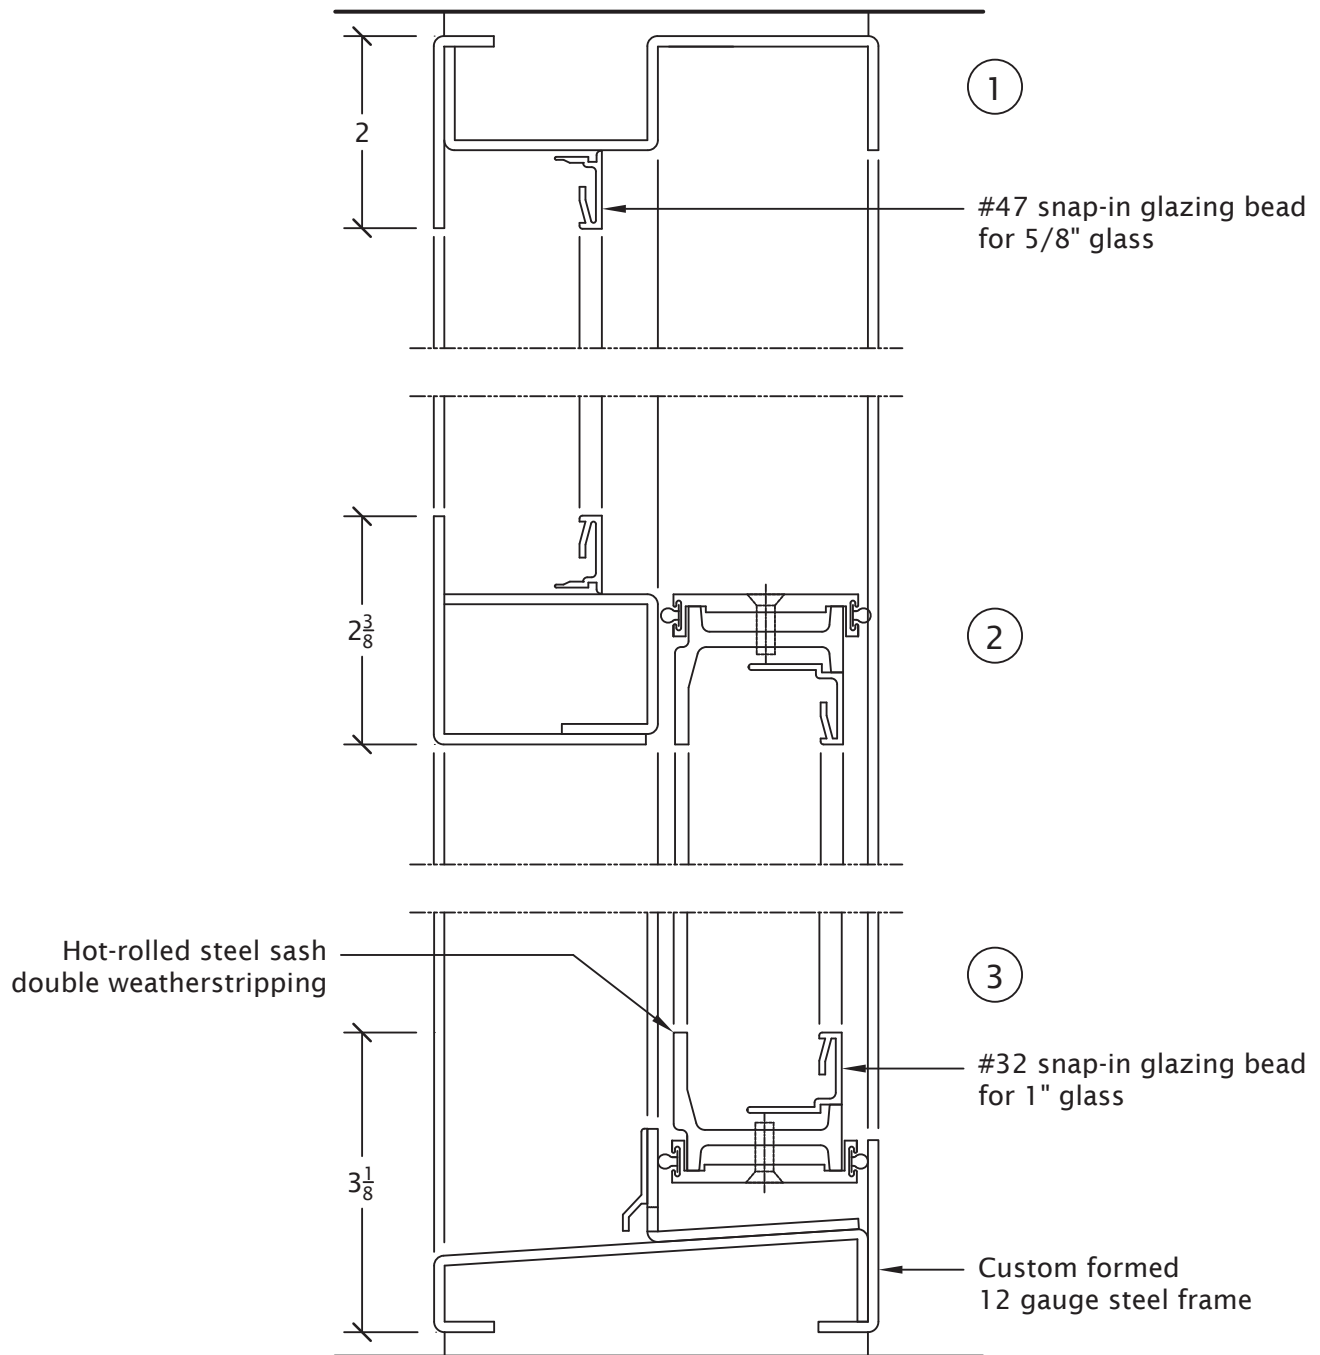 1
2
#47 snap-in glazing bead
for 5/8" glass
2 3/8
2
Hot-rolled steel sash
double weatherstripping
3
#32 snap-in glazing bead
for 1" glass
3 1/8
Custom formed
12 gauge steel frame